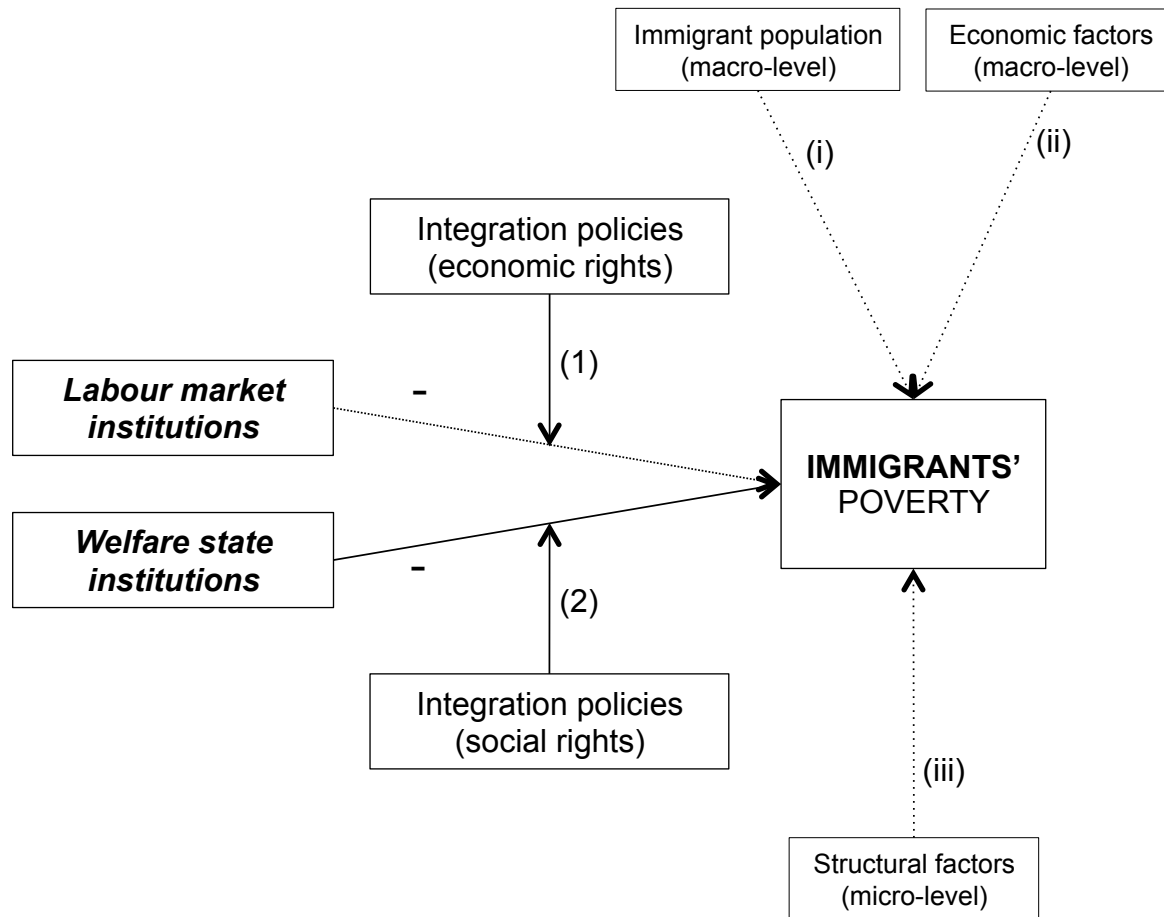 Immigrant population
(macro-level)
Economic factors
(macro-level)
(i)
(ii)
Integration policies
(economic rights)
(1)
Labour market
institutions
-
IMMIGRANTS'
POVERTY
Welfare state
institutions
-
(2)
Integration policies
(social rights)
(iii)
Structural factors
(micro-level)